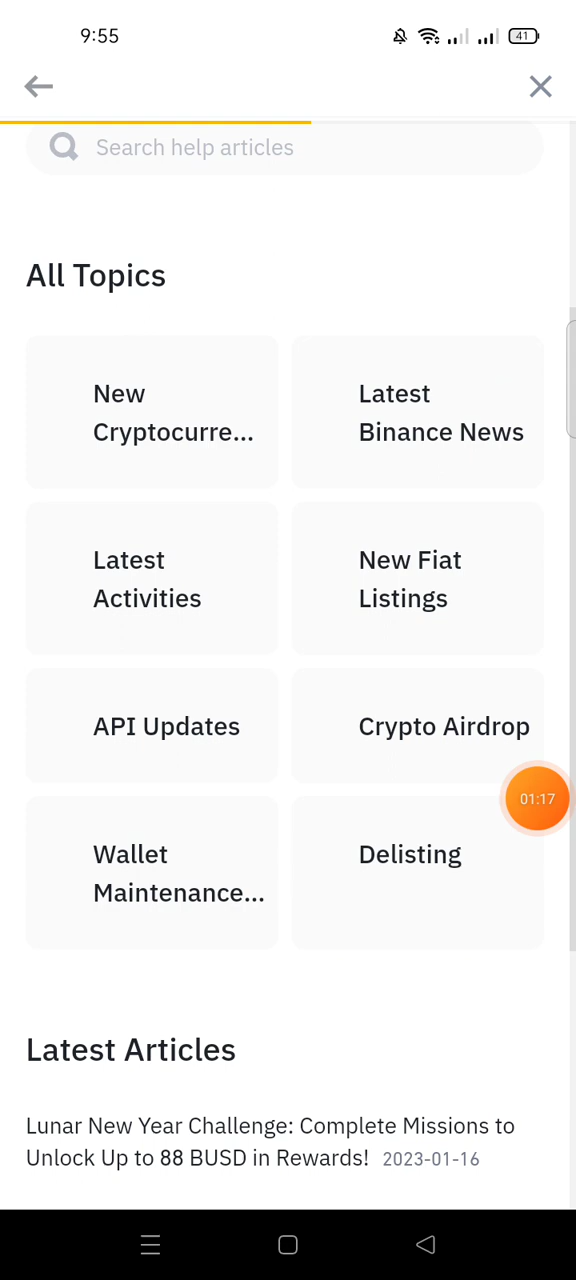 9:55
41
Search help articles
All Topics
New
Cryptocurre...
Latest
Binance News
Latest
Activities
New Fiat
Listings
API Updates
Crypto Airdrop
01:17
Wallet
Maintenance...
Delisting
Latest Articles
Lunar New Year Challenge: Complete Missions to
Unlock Up to 88 BUSD in Rewards! 2023-01-16